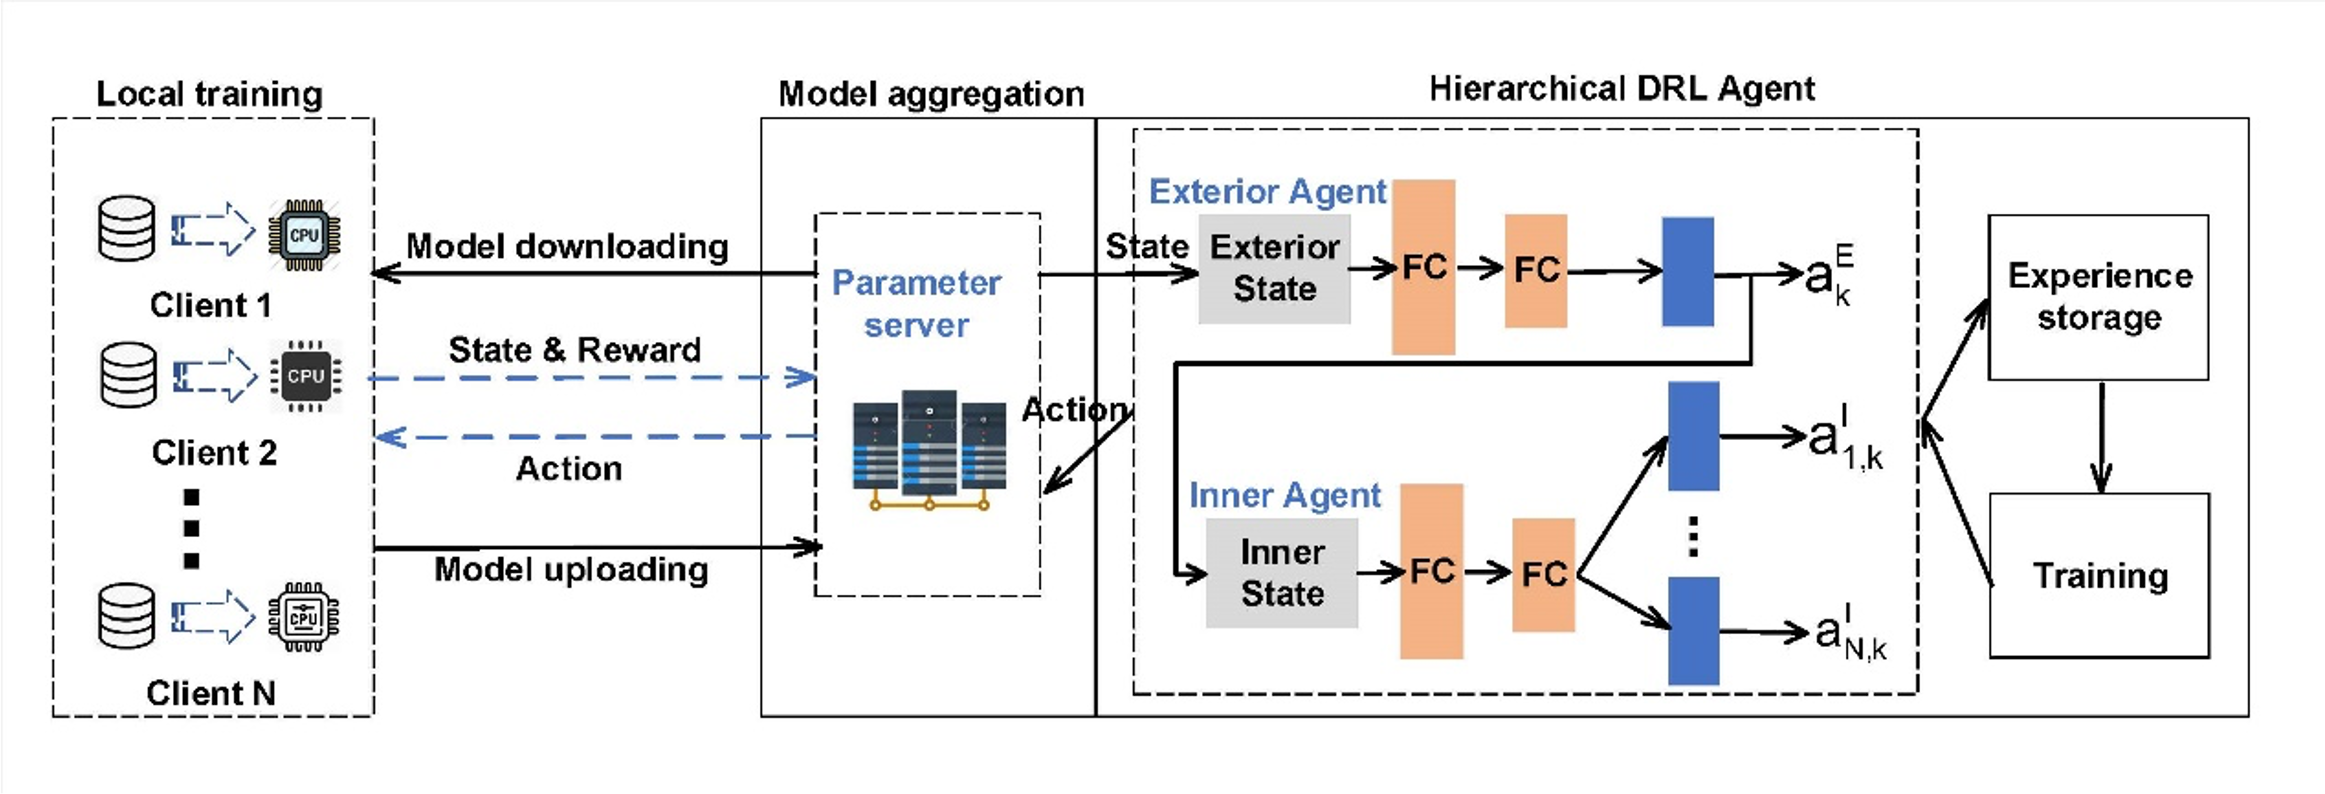 Local training
Model aggregation
Hierarchical DRL Agent
CPU
Client 1
CPU
Client 2
CPU
Client N
Model downloading
State & Reward
Action
Model uploading
Parameter
server
State
Action
Exterior Agent
Exterior
State
FC
FC
a_k^E
Inner Agent
Inner
State
FC
FC
a_{1,k}^I
a_{N,k}^I
Experience
storage
Training